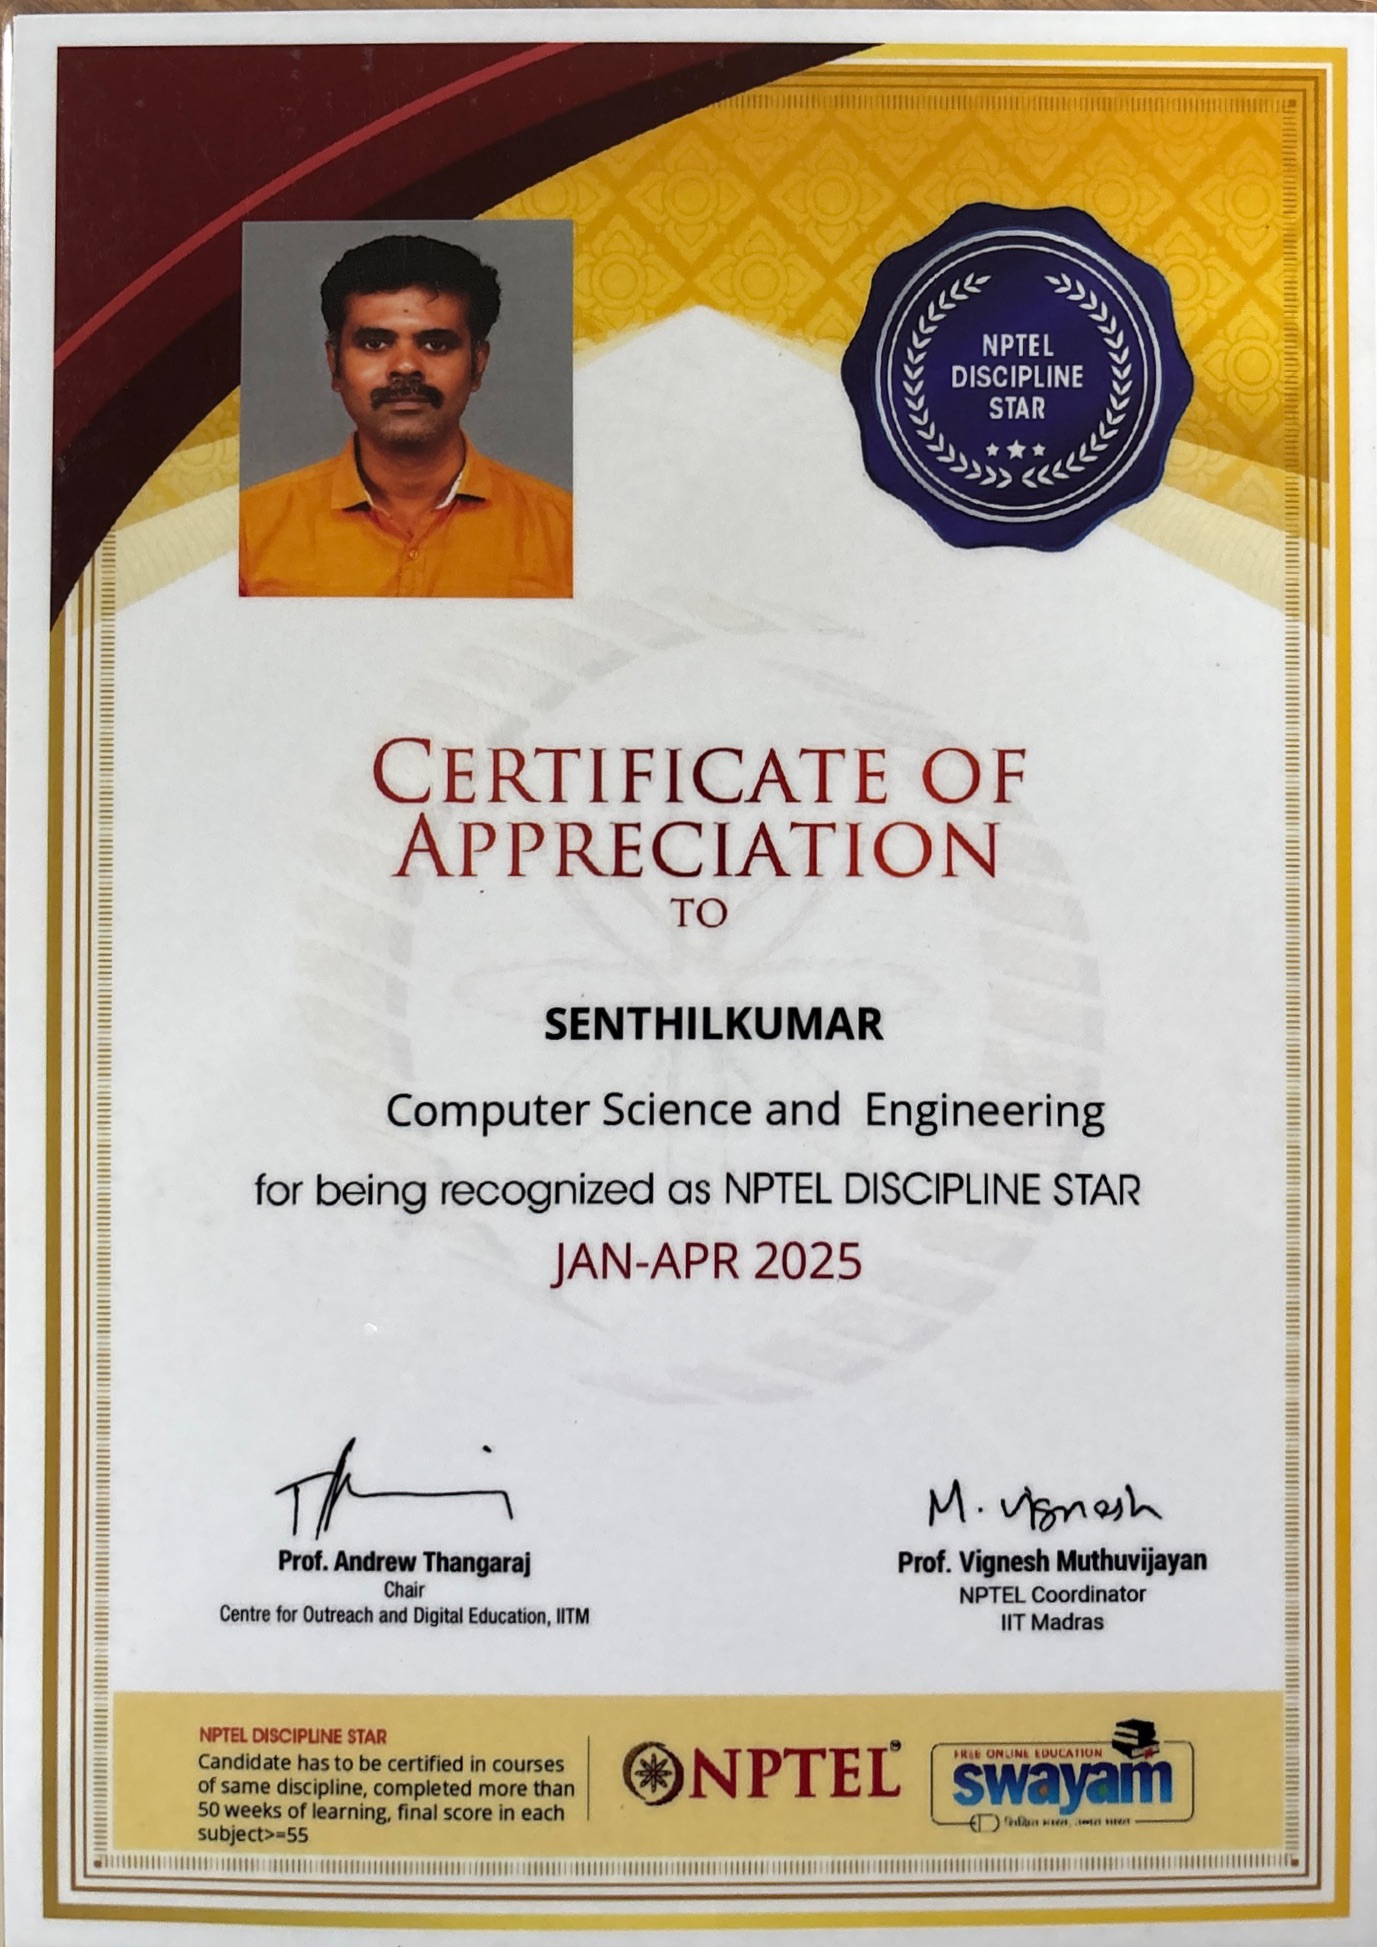 NPTEL
DISCIPLINE
STAR
CERTIFICATE OF
APPRECIATION
TO
SENTHILKUMAR
Computer Science and Engineering
for being recognized as NPTEL DISCIPLINE STAR
JAN-APR 2025
M. Vignesh
Prof. Andrew Thangaraj
Chair
Centre for Outreach and Digital Education, IITM
Prof. Vignesh Muthuvijayan
NPTEL Coordinator
IIT Madras
NPTEL DISCIPLINE STAR
Candidate has to be certified in courses
of same discipline, completed more than
50 weeks of learning, final score in each
subject>=55
NPTEL®
FREE ONLINE EDUCATION
swayam